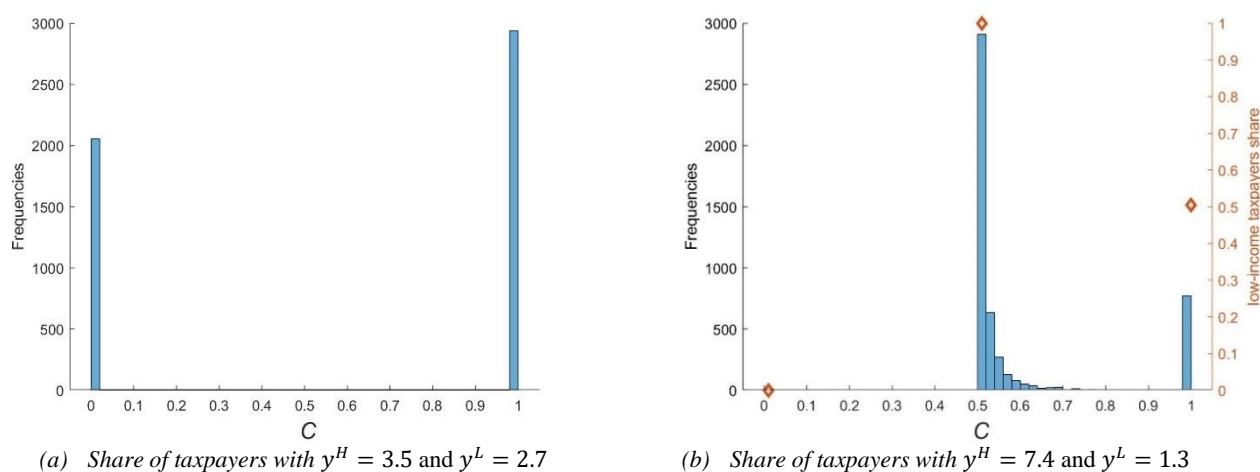 3000
2500
2000
1500
1000
500
0
Frequencies
0 0.1 0.2 0.3 0.4 0.5 0.6 0.7 0.8 0.9 1
C
(a) Share of taxpayers with y^H = 3.5 and y^L = 2.7
3000
2500
2000
1500
1000
500
0
Frequencies
0 0.1 0.2 0.3 0.4 0.5 0.6 0.7 0.8 0.9 1
C
1
0.9
0.8
0.7
0.6
0.5
0.4
0.3
0.2
0.1
0
low-income taxpayers share
(b) Share of taxpayers with y^H = 7.4 and y^L = 1.3